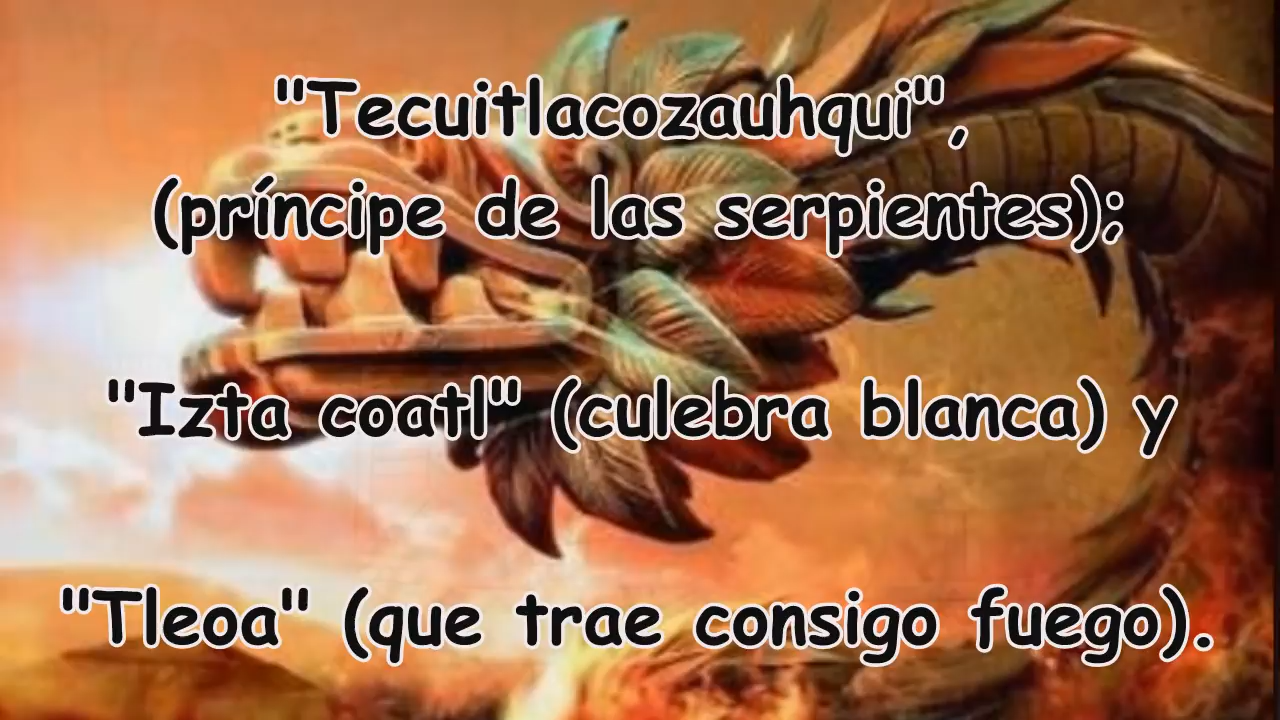 "Tecuitlacozauhqui",
(príncipe de las serpientes);
"Izta coatl" (culebra blanca) y
"Tleoa" (que trae consigo fuego).